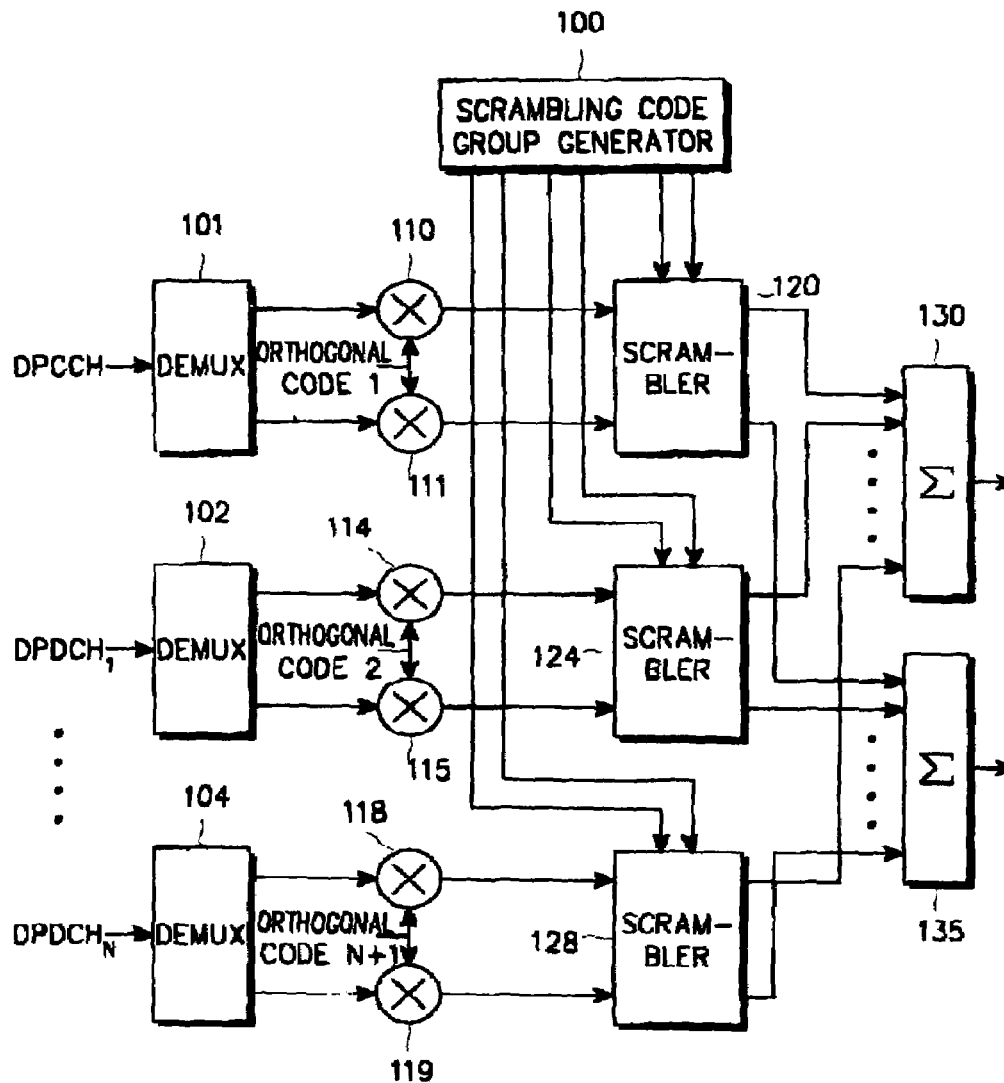 100
SCRAMBLING CODE
GROUP GENERATOR
101
110
DPCCH
DEMUX
ORTHOGONAL
CODE 1
111
SCRAM-
BLER
120
130
Σ
102
114
DPDCH1
DEMUX
ORTHOGONAL
CODE 2
115
124
SCRAM-
BLER
Σ
135
104
118
DPDCHN
DEMUX
ORTHOGONAL
CODE N+1
119
128
SCRAM-
BLER